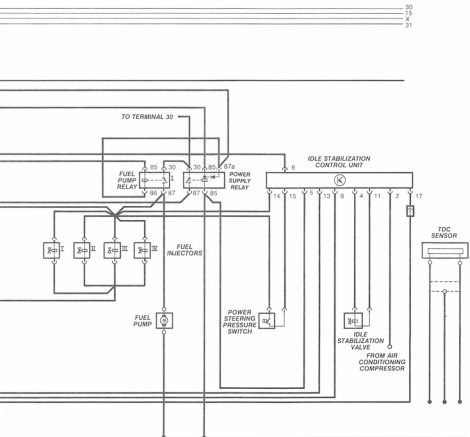 30
15
X
31
TO TERMINAL 30
85 30
30 85 87a
6
FUEL
PUMP
RELAY
I
POWER
SUPPLY
RELAY
IDLE STABILIZATION
CONTROL UNIT
86 87
87 85
14 15 5 13 8 4 11 2 17
TDC
SENSOR
I II III IV
FUEL
INJECTORS
FUEL
PUMP
M
POWER
STEERING
PRESSURE
SWITCH
IDLE
STABILIZATION
VALVE
FROM AIR
CONDITIONING
COMPRESSOR